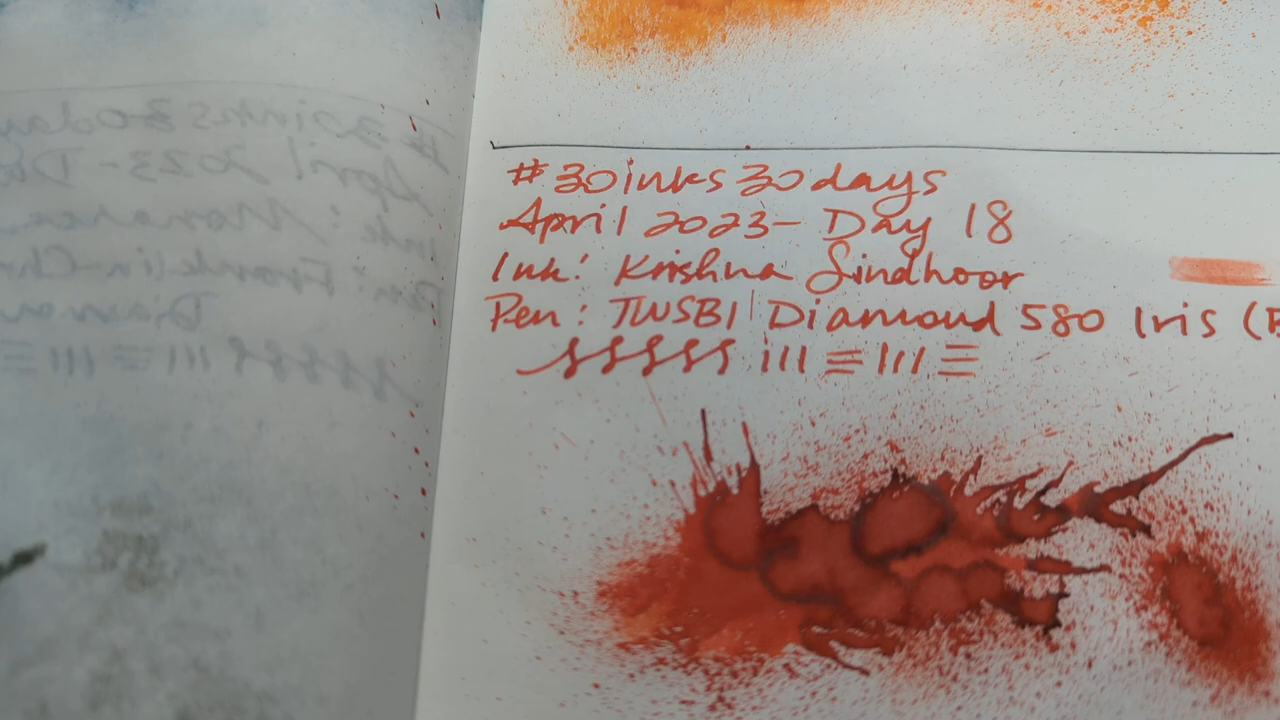 #30inks30days
April 2023- Day 18
Ink: Krishna Sindhoor
Pen: TWSBI Diamond 580 Iris (